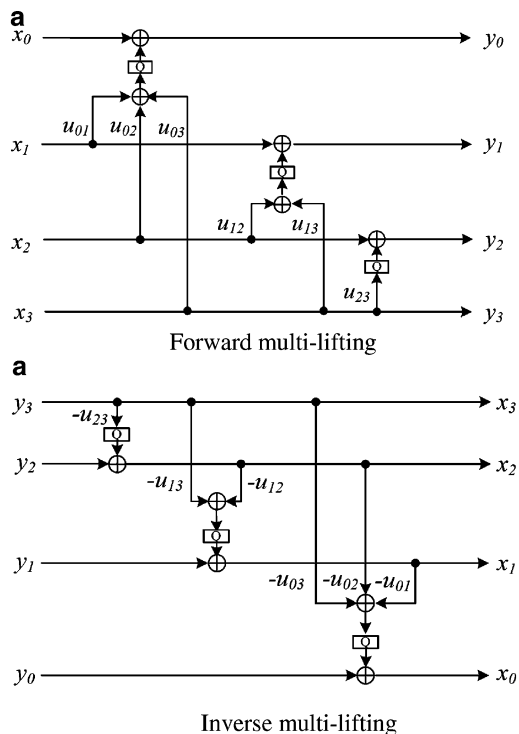 a
x0 y0
Q
u01 u02 u03
x1 y1
Q
u12 u13
x2 y2
Q
u23
x3 y3
Forward multi-lifting
a
y3 x3
-u23
Q
y2 x2
-u13 -u12
Q
y1 x1
-u03 -u02 -u01
Q
y0 x0
Inverse multi-lifting